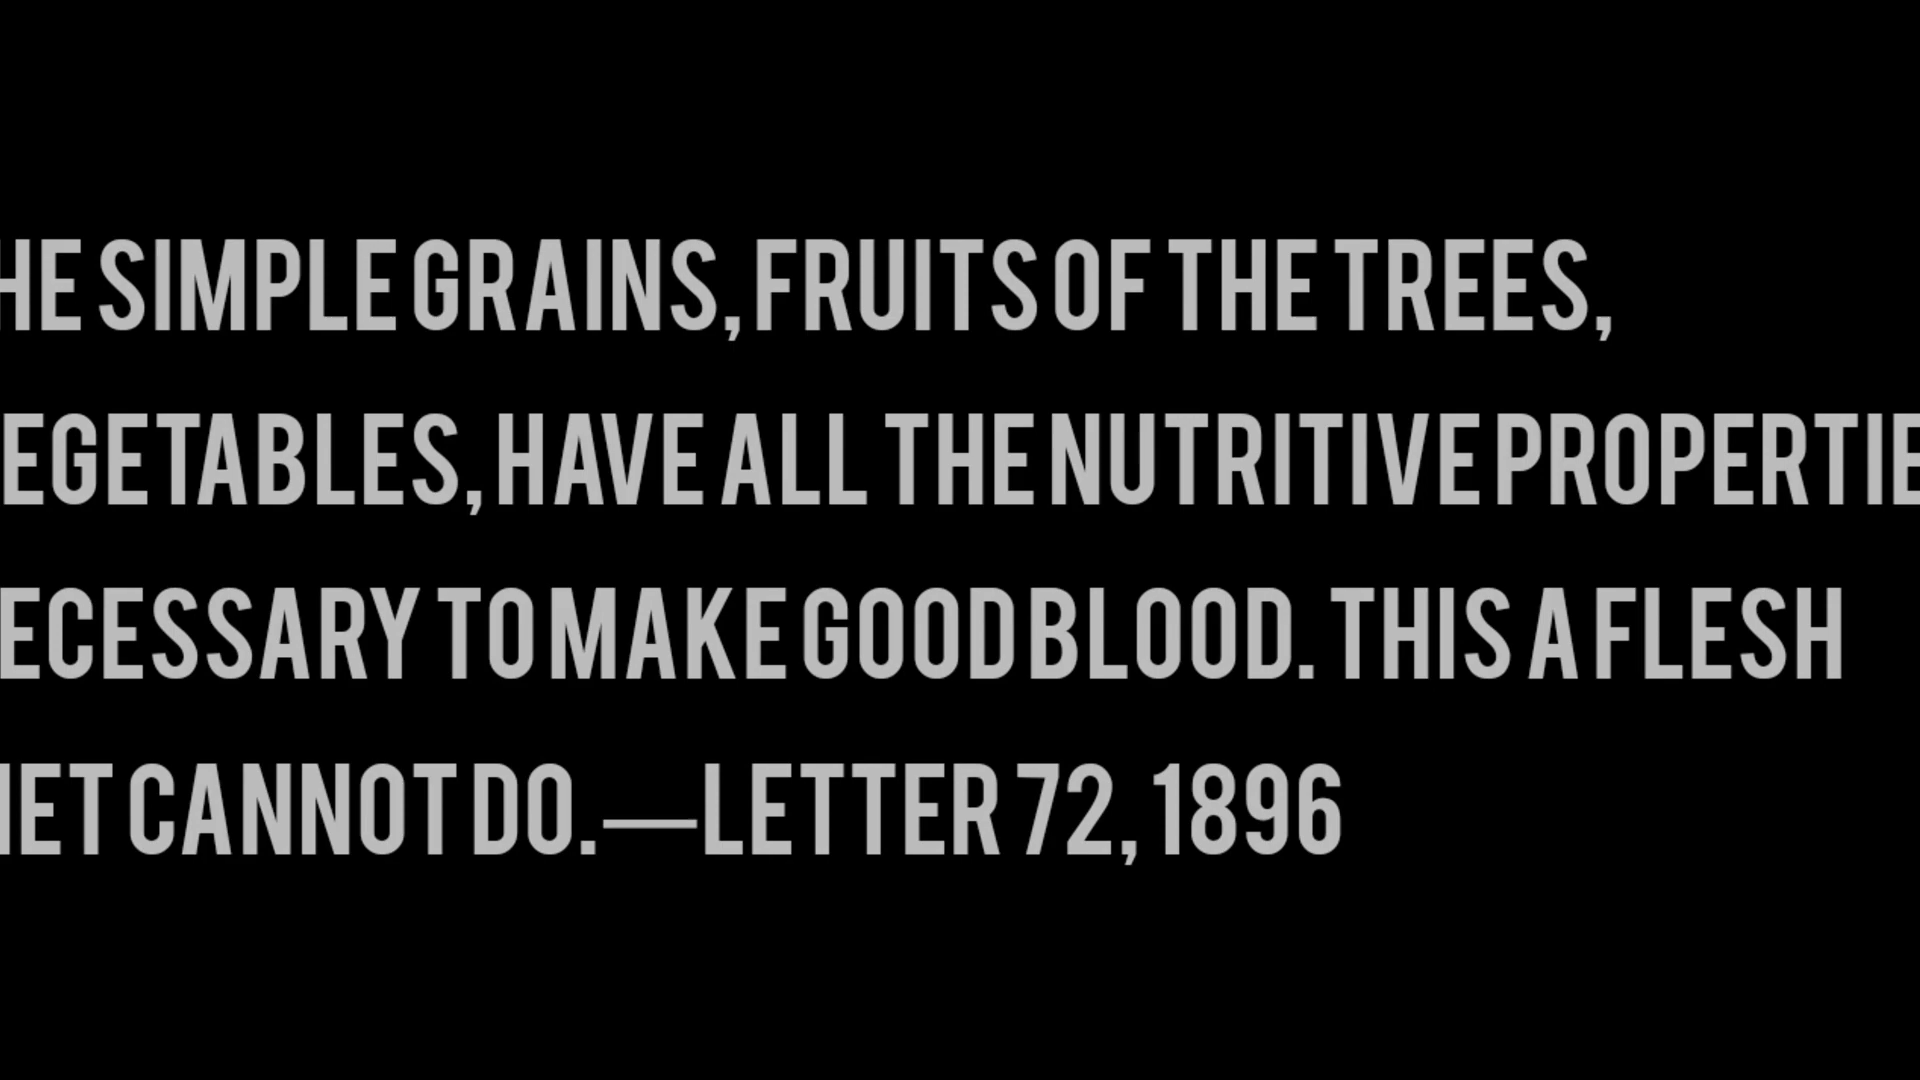 HE SIMPLE GRAINS, FRUITS OF THE TREES,
EGETABLES, HAVE ALL THE NUTRITIVE PROPERTIE
ECESSARY TO MAKE GOOD BLOOD. THIS A FLESH
IET CANNOT DO.—LETTER 72, 1896